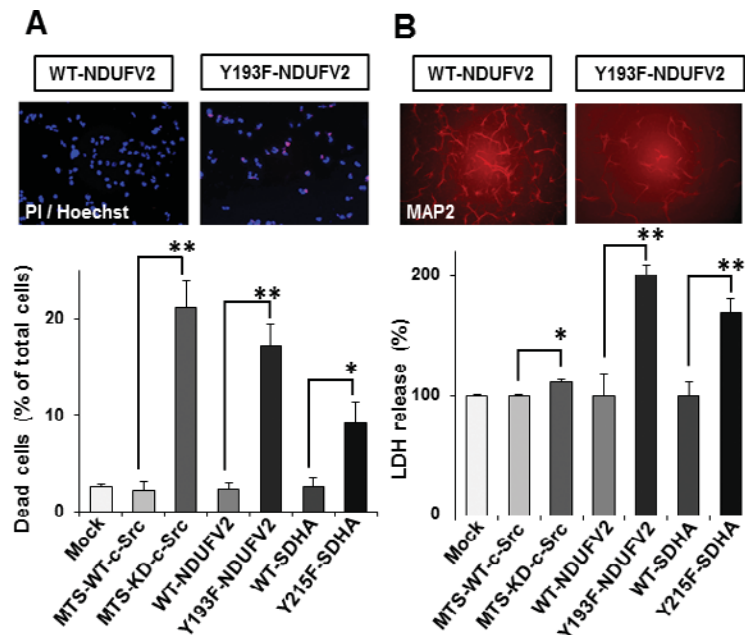 A
WT-NDUFV2
Y193F-NDUFV2
PI / Hoechst
Dead cells (% of total cells)
20
10
0
**
**
*
Mock
MTS-WT-c-Src
MTS-KD-c-Src
WT-NDUFV2
Y193F-NDUFV2
WT-SDHA
Y215F-SDHA
B
WT-NDUFV2
Y193F-NDUFV2
MAP2
LDH release (%)
200
100
0
*
**
**
Mock
MTS-WT-c-Src
MTS-KD-c-Src
WT-NDUFV2
Y193F-NDUFV2
WT-SDHA
Y215F-SDHA